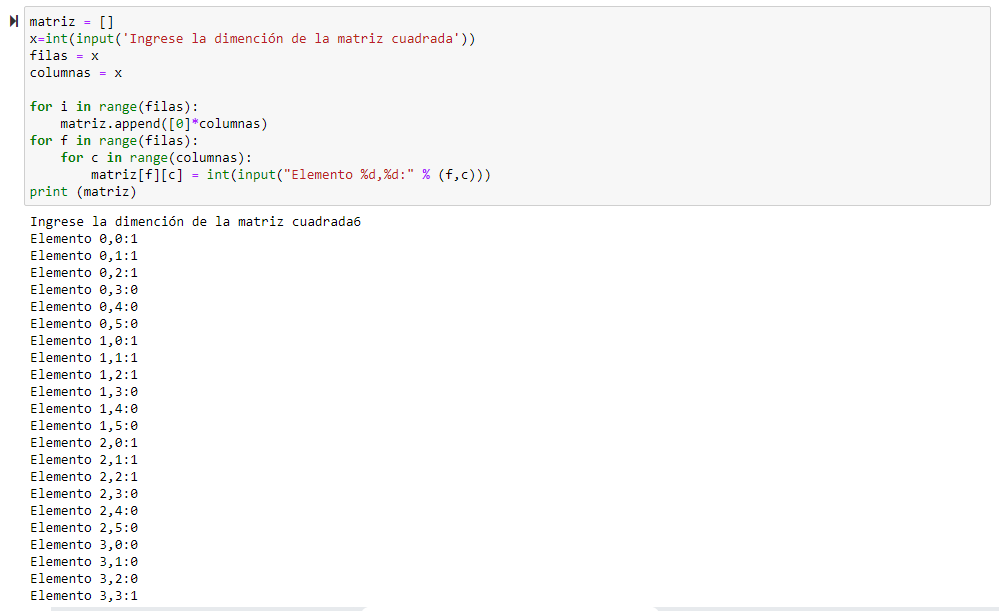 matriz = []
x=int(input('Ingrese la dimención de la matriz cuadrada'))
filas = x
columnas = x
for i in range(filas):
    matriz.append([0]*columnas)
for f in range(filas):
    for c in range(columnas):
        matriz[f][c] = int(input("Elemento %d,%d:" % (f,c)))
print (matriz)
Ingrese la dimención de la matriz cuadrada6
Elemento 0,0:1
Elemento 0,1:1
Elemento 0,2:1
Elemento 0,3:0
Elemento 0,4:0
Elemento 0,5:0
Elemento 1,0:1
Elemento 1,1:1
Elemento 1,2:1
Elemento 1,3:0
Elemento 1,4:0
Elemento 1,5:0
Elemento 2,0:1
Elemento 2,1:1
Elemento 2,2:1
Elemento 2,3:0
Elemento 2,4:0
Elemento 2,5:0
Elemento 3,0:0
Elemento 3,1:0
Elemento 3,2:0
Elemento 3,3:1